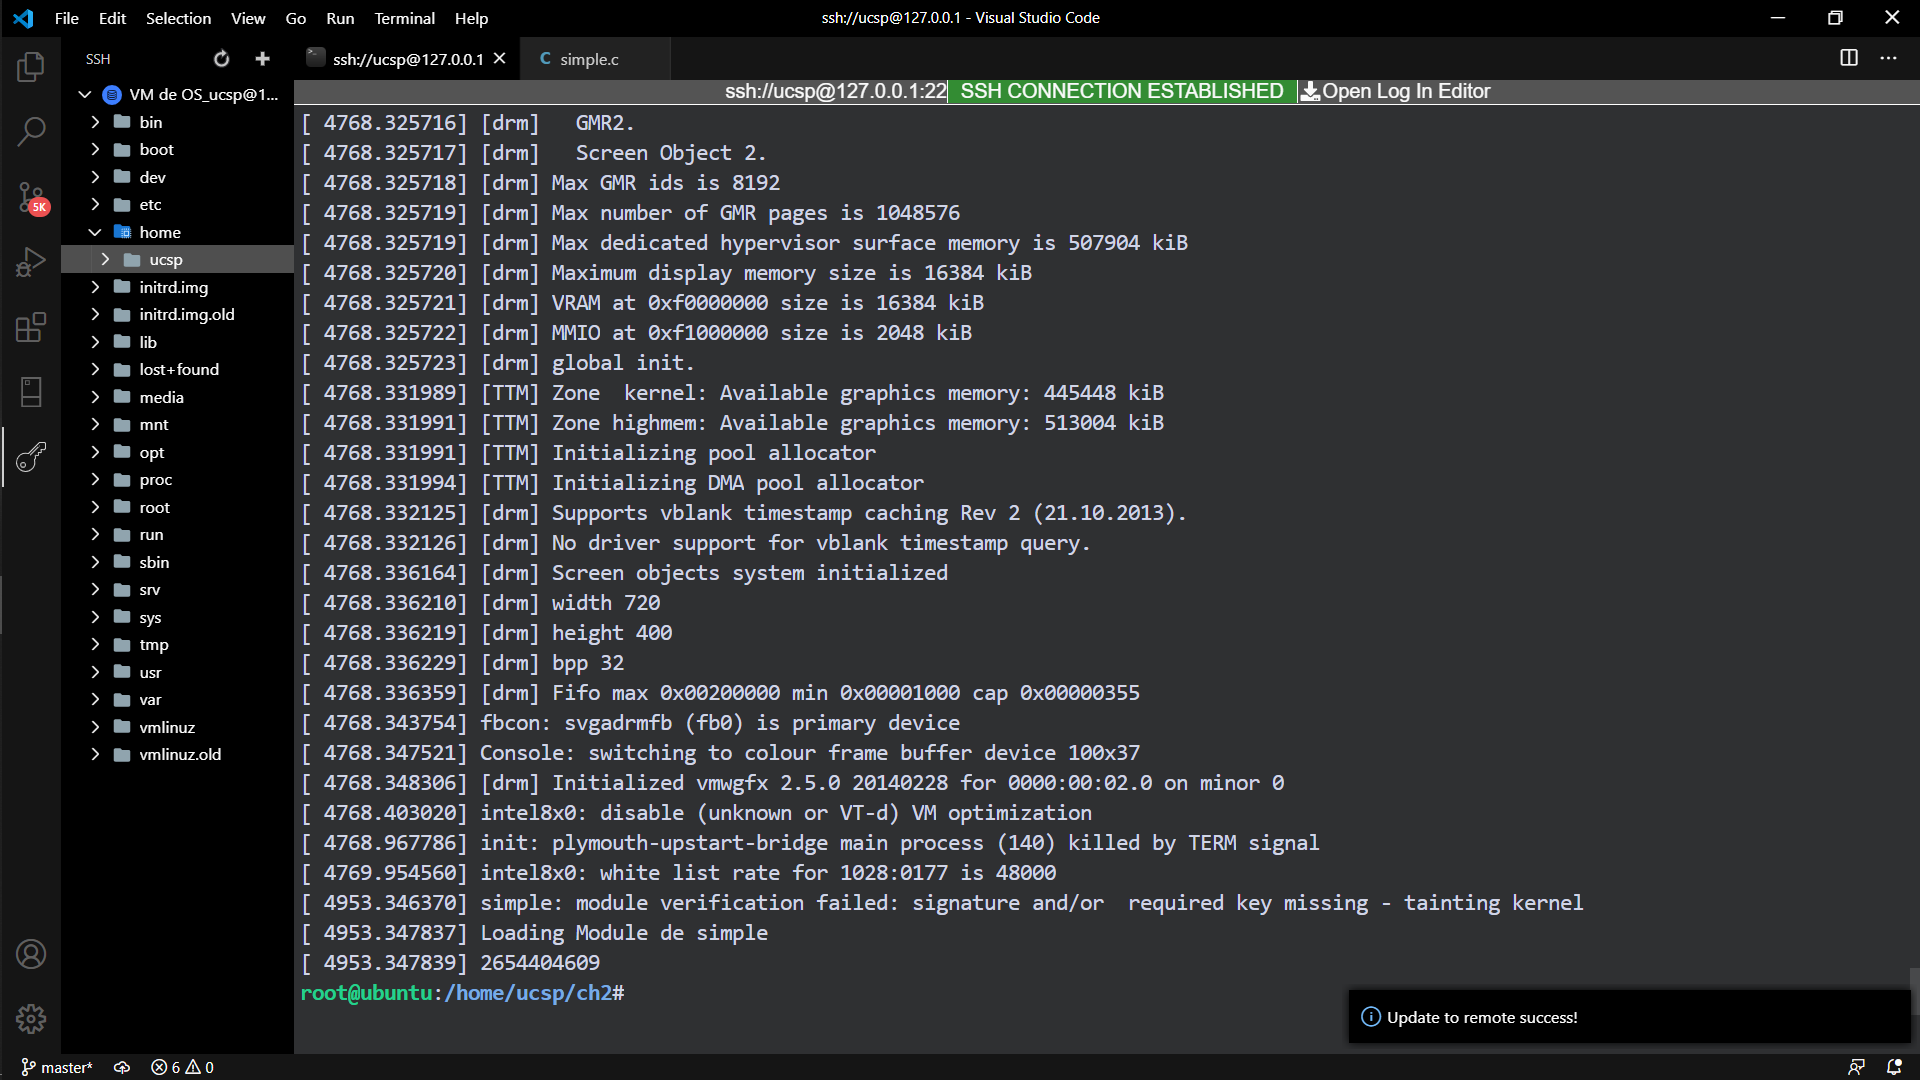 File Edit Selection View Go Run Terminal Help
ssh://ucsp@127.0.0.1 - Visual Studio Code
SSH
ssh://ucsp@127.0.0.1
C simple.c
ssh://ucsp@127.0.0.1:22 SSH CONNECTION ESTABLISHED Open Log In Editor
VM de OS_ucsp@1...
bin
boot
dev
etc
home
ucsp
initrd.img
initrd.img.old
lib
lost+found
media
mnt
opt
proc
root
run
sbin
srv
sys
tmp
usr
var
vmlinuz
vmlinuz.old
5K
[ 4768.325716] [drm]   GMR2.
[ 4768.325717] [drm]   Screen Object 2.
[ 4768.325718] [drm] Max GMR ids is 8192
[ 4768.325719] [drm] Max number of GMR pages is 1048576
[ 4768.325719] [drm] Max dedicated hypervisor surface memory is 507904 kiB
[ 4768.325720] [drm] Maximum display memory size is 16384 kiB
[ 4768.325721] [drm] VRAM at 0xf0000000 size is 16384 kiB
[ 4768.325722] [drm] MMIO at 0xf1000000 size is 2048 kiB
[ 4768.325723] [drm] global init.
[ 4768.331989] [TTM] Zone  kernel: Available graphics memory: 445448 kiB
[ 4768.331991] [TTM] Zone highmem: Available graphics memory: 513004 kiB
[ 4768.331991] [TTM] Initializing pool allocator
[ 4768.331994] [TTM] Initializing DMA pool allocator
[ 4768.332125] [drm] Supports vblank timestamp caching Rev 2 (21.10.2013).
[ 4768.332126] [drm] No driver support for vblank timestamp query.
[ 4768.336164] [drm] Screen objects system initialized
[ 4768.336210] [drm] width 720
[ 4768.336219] [drm] height 400
[ 4768.336229] [drm] bpp 32
[ 4768.336359] [drm] Fifo max 0x00200000 min 0x00001000 cap 0x00000355
[ 4768.343754] fbcon: svgadrmfb (fb0) is primary device
[ 4768.347521] Console: switching to colour frame buffer device 100x37
[ 4768.348306] [drm] Initialized vmwgfx 2.5.0 20140228 for 0000:00:02.0 on minor 0
[ 4768.403020] intel8x0: disable (unknown or VT-d) VM optimization
[ 4768.967786] init: plymouth-upstart-bridge main process (140) killed by TERM signal
[ 4769.954560] intel8x0: white list rate for 1028:0177 is 48000
[ 4953.346370] simple: module verification failed: signature and/or  required key missing - tainting kernel
[ 4953.347837] Loading Module de simple
[ 4953.347839] 2654404609
root@ubuntu:/home/ucsp/ch2#
Update to remote success!
master* 6 0